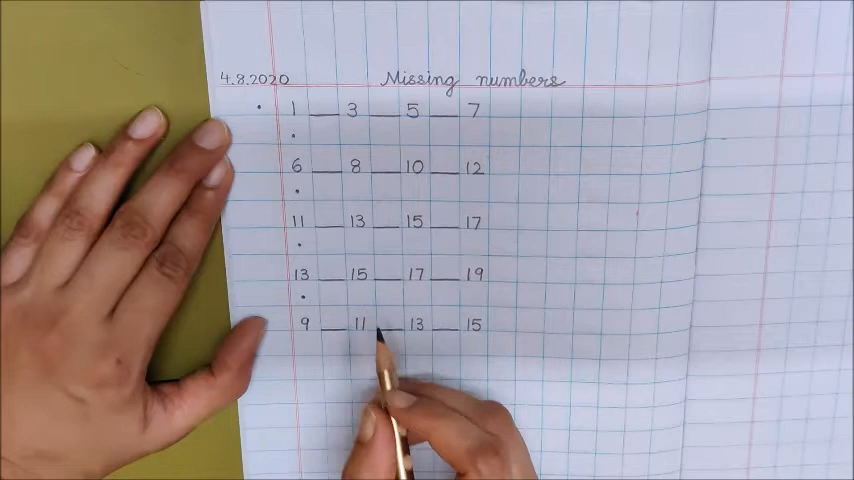 4.8.2020 Missing numbers
1 __ 3 __ 5 __ 7
6 __ 8 __ 10 __ 12
11 __ 13 __ 15 __ 17
13 __ 15 __ 17 __ 19
9 __ 11 __ 13 __ 15